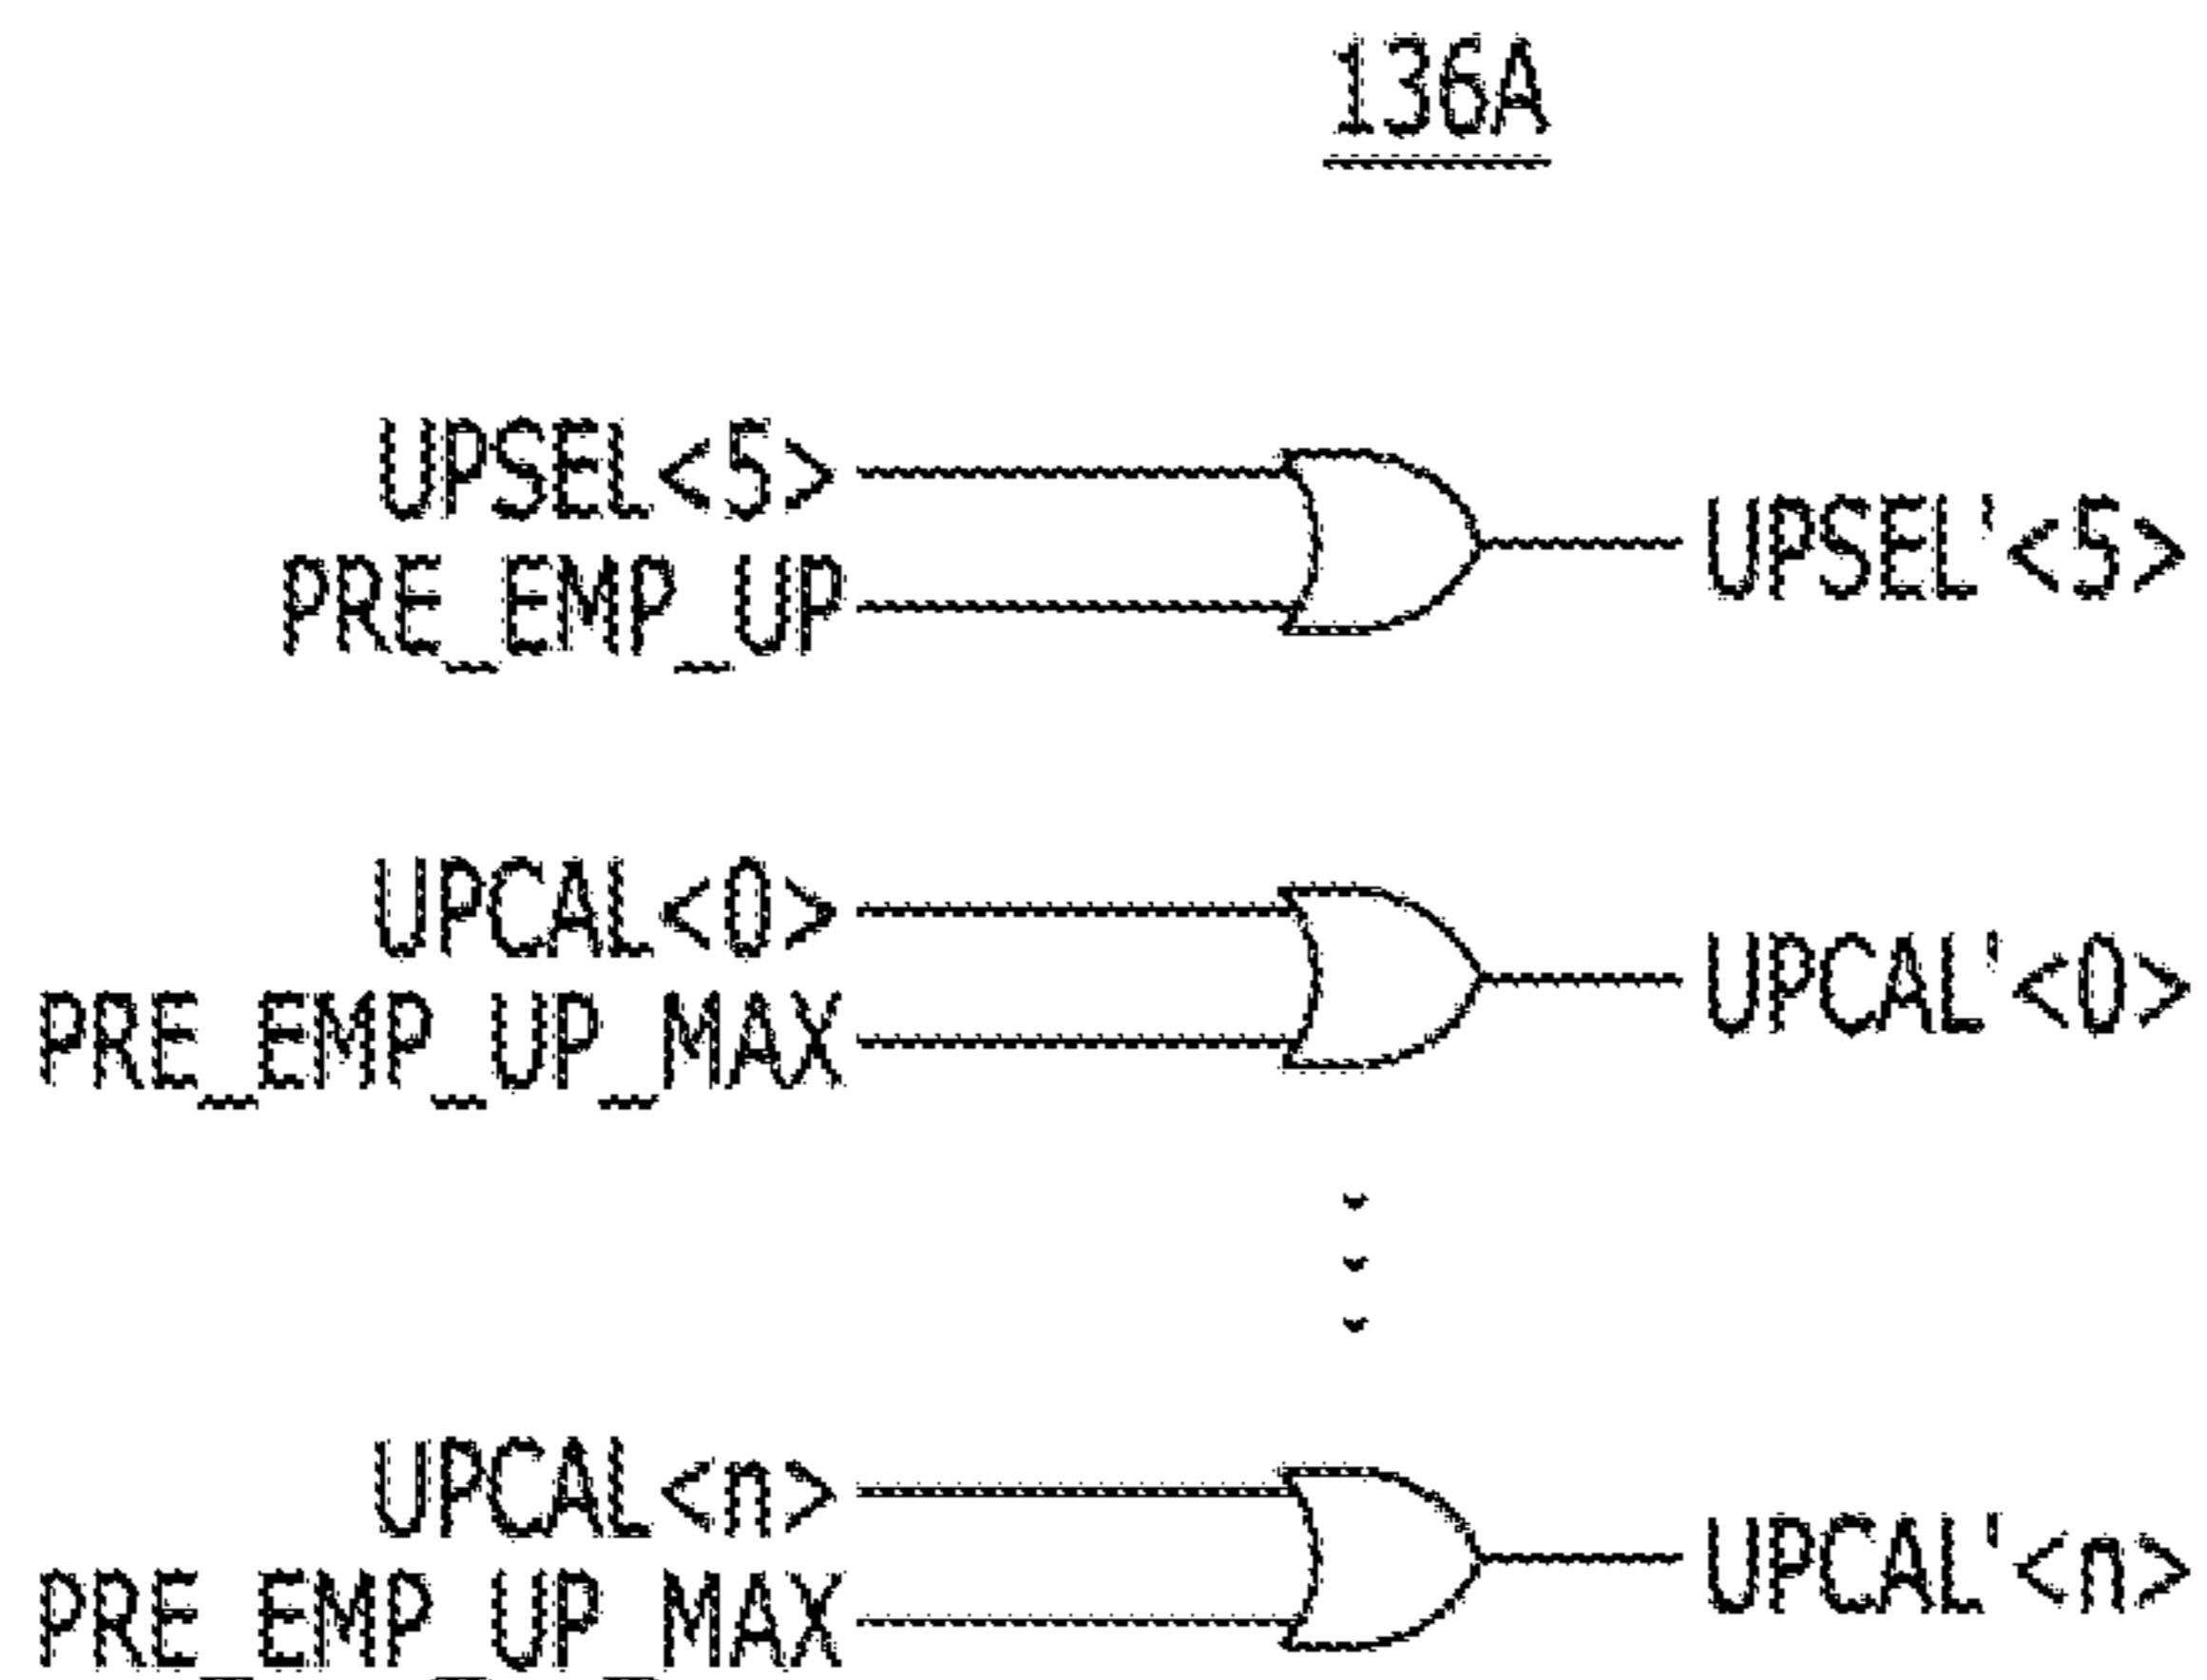 136A
UPSEL<5>
PRE_EMP_UP
UPSEL'<5>
UPCAL<0>
PRE_EMP_UP_MAX
UPCAL'<0>
UPCAL<n>
PRE_EMP_UP_MAX
UPCAL'<n>